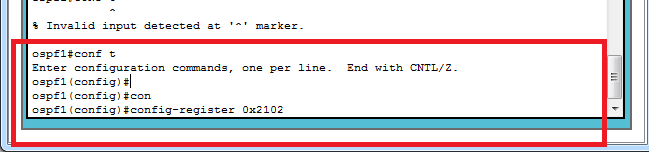 % Invalid input detected at '^' marker.
ospf1#conf t
Enter configuration commands, one per line.  End with CNTL/Z.
ospf1(config)#
ospf1(config)#con
ospf1(config)#config-register 0x2102